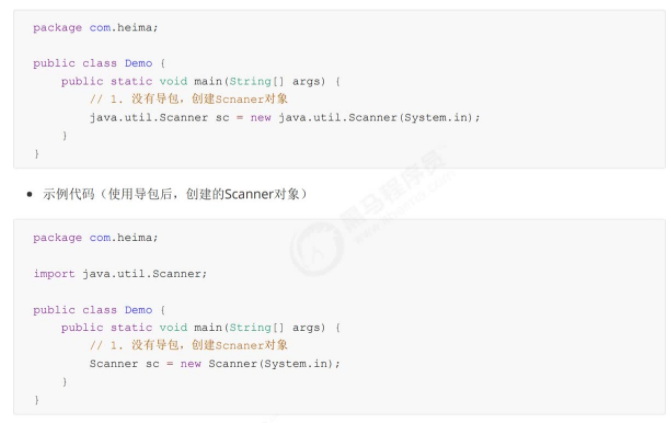 package com.heima;
public class Demo {
public static void main(String[] args) {
// 1. 没有导包，创建Scnaner对象
java.util.Scanner sc = new java.util.Scanner(System.in);
}
}
• 示例代码（使用导包后，创建的Scanner对象）
package com.heima;
import java.util.Scanner;
public class Demo {
public static void main(String[] args) {
// 1. 没有导包，创建Scnaner对象
Scanner sc = new Scanner(System.in);
}
}
黑马程序员